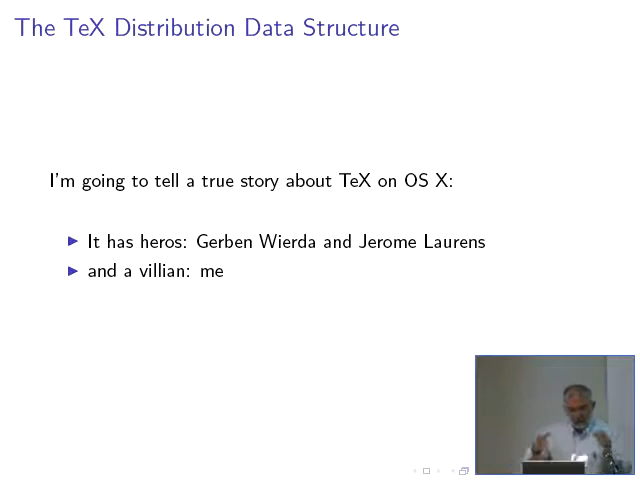 The TeX Distribution Data Structure
I'm going to tell a true story about TeX on OS X:
It has heros: Gerben Wierda and Jerome Laurens
and a villian: me